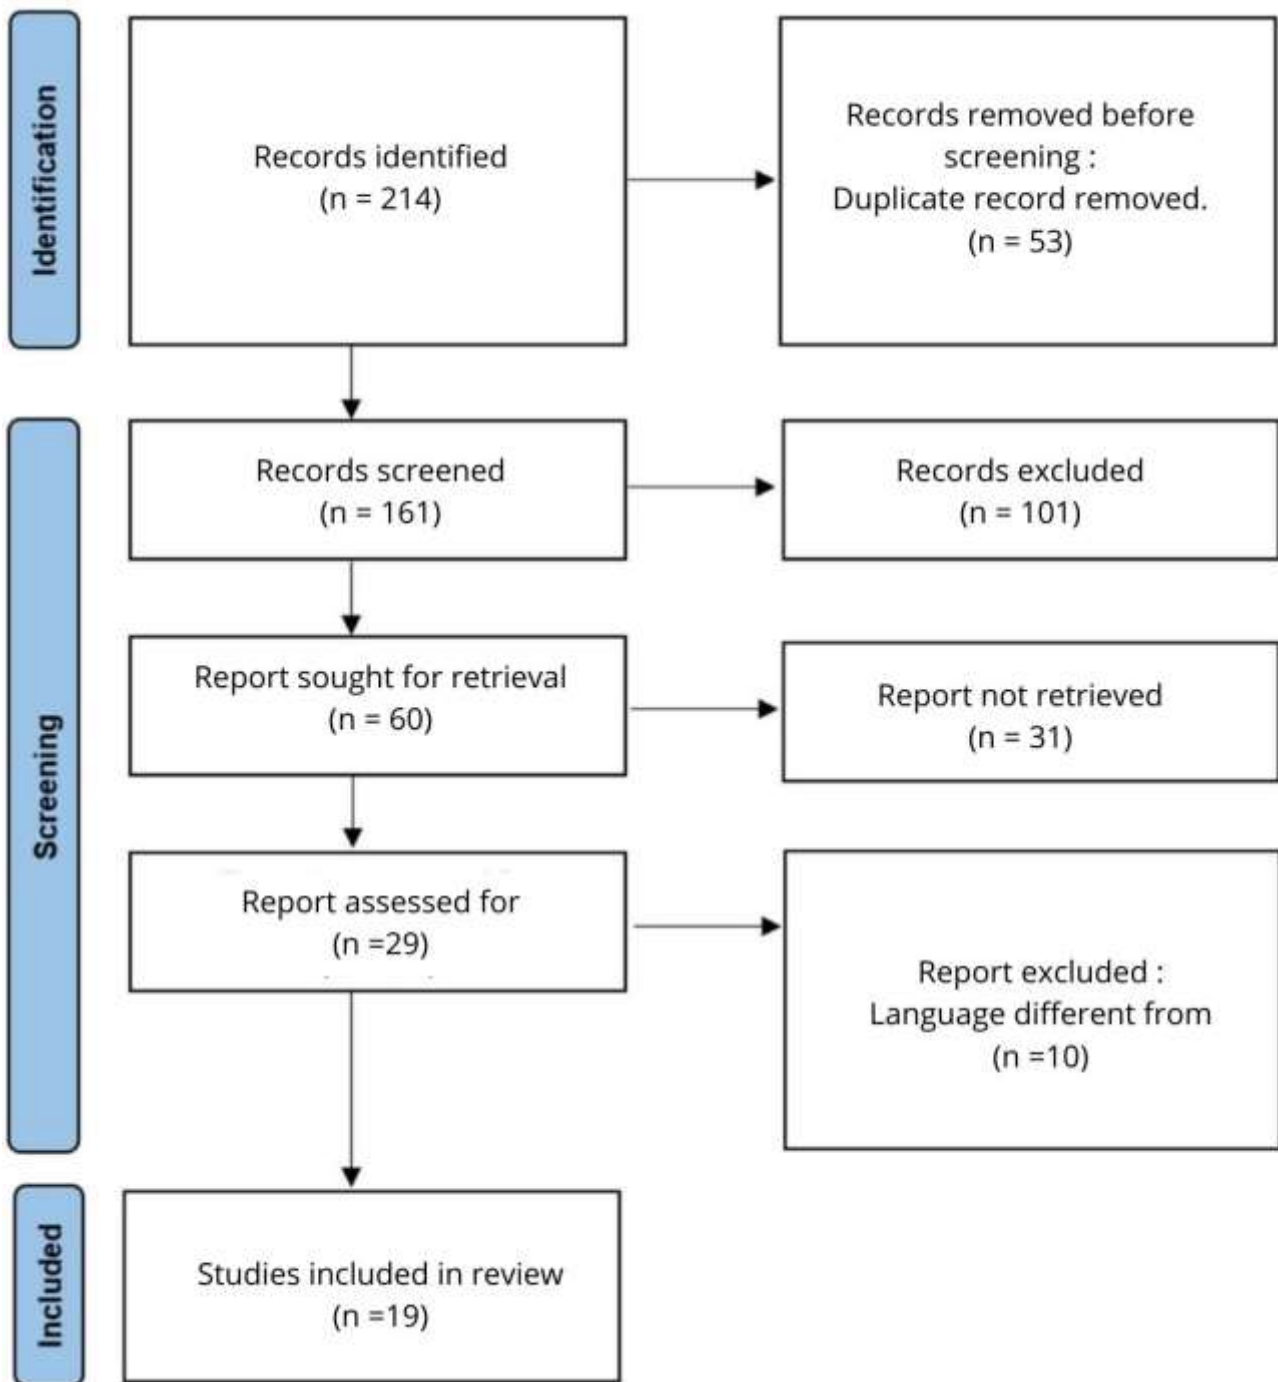 Identification
Records identified
(n = 214)
Records removed before
screening :
Duplicate record removed.
(n = 53)
Screening
Records screened
(n = 161)
Records excluded
(n = 101)
Report sought for retrieval
(n = 60)
Report not retrieved
(n = 31)
Report assessed for
(n =29)
Report excluded :
Language different from
(n =10)
Included
Studies included in review
(n =19)